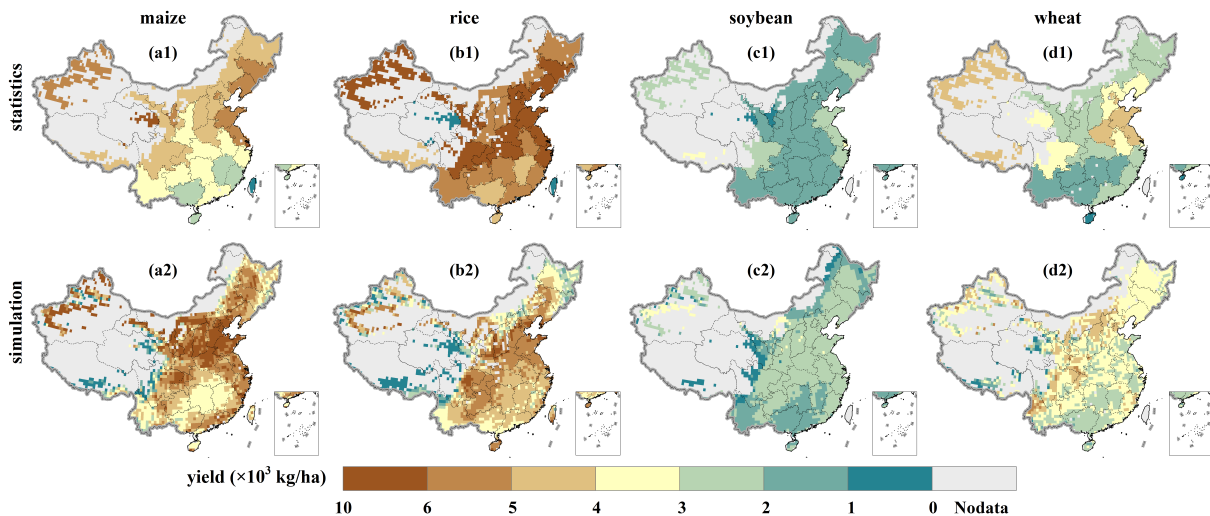 maize rice soybean wheat
statistics
(a1) (b1) (c1) (d1)
simulation
(a2) (b2) (c2) (d2)
yield (×10³ kg/ha)
10 6 5 4 3 2 1 0 Nodata